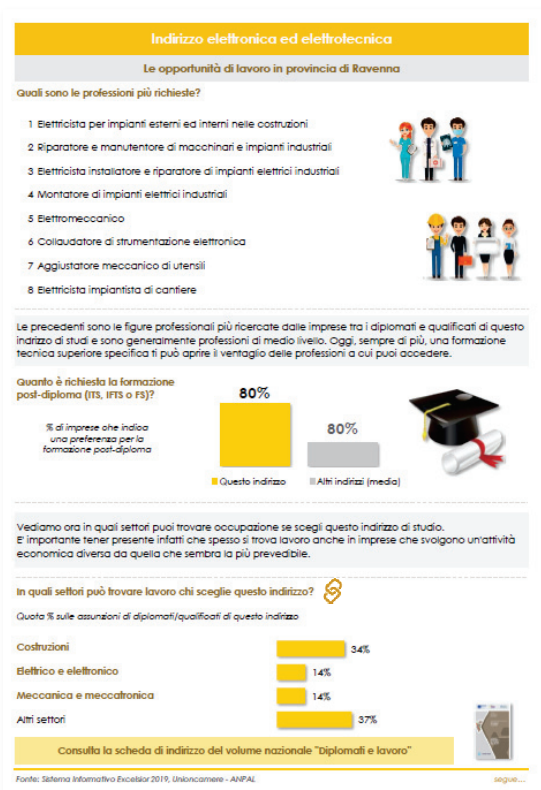 Indirizzo elettronica ed elettrotecnica
Le opportunità di lavoro in provincia di Ravenna
Quali sono le professioni più richieste?
1 Elettricista per impianti esterni ed interni nelle costruzioni
2 Riparatore e manutentore di macchinari e impianti industriali
3 Elettricista installatore e riparatore di impianti elettrici industriali
4 Montatore di impianti elettrici industriali
5 Elettromeccanico
6 Collaudatore di strumentazione elettronica
7 Aggiustatore meccanico di utensili
8 Elettricista impiantista di cantiere
Le precedenti sono le figure professionali più ricercate dalle imprese tra i diplomati e qualificati di questo
indrizzo di studi e sono generalmente professioni di medio livello. Oggi, sempre di più, una formazione
tecnica superiore specifica ti può aprire il ventaglio delle professioni a cui puoi accedere.
Quanto è richiesta la formazione
post-diploma (ITS, IFTS o FS)?
% di imprese che indica
una preferenza per la
formazione post-diploma
80%
80%
Questo indirizzo
Altri indirizzi (media)
Vediamo ora in quali settori puoi trovare occupazione se scegli questo indirizzo di studio.
E' importante tener presente infatti che spesso si trova lavoro anche in imprese che svolgono un'attività
economica diversa da quella che sembra la più prevedibile.
In quali settori può trovare lavoro chi sceglie questo indirizzo?
Quota % sulle assunzioni di diplomati/qualificati di questo indirizzo
Costruzioni 34%
Elettrico e elettronico 14%
Meccanica e meccatronica 14%
Altri settori 37%
Consulta la scheda di indirizzo del volume nazionale "Diplomati e lavoro"
Fonte: Sistema Informativo Excelsior 2019, Unioncamere - ANPAL
segue....